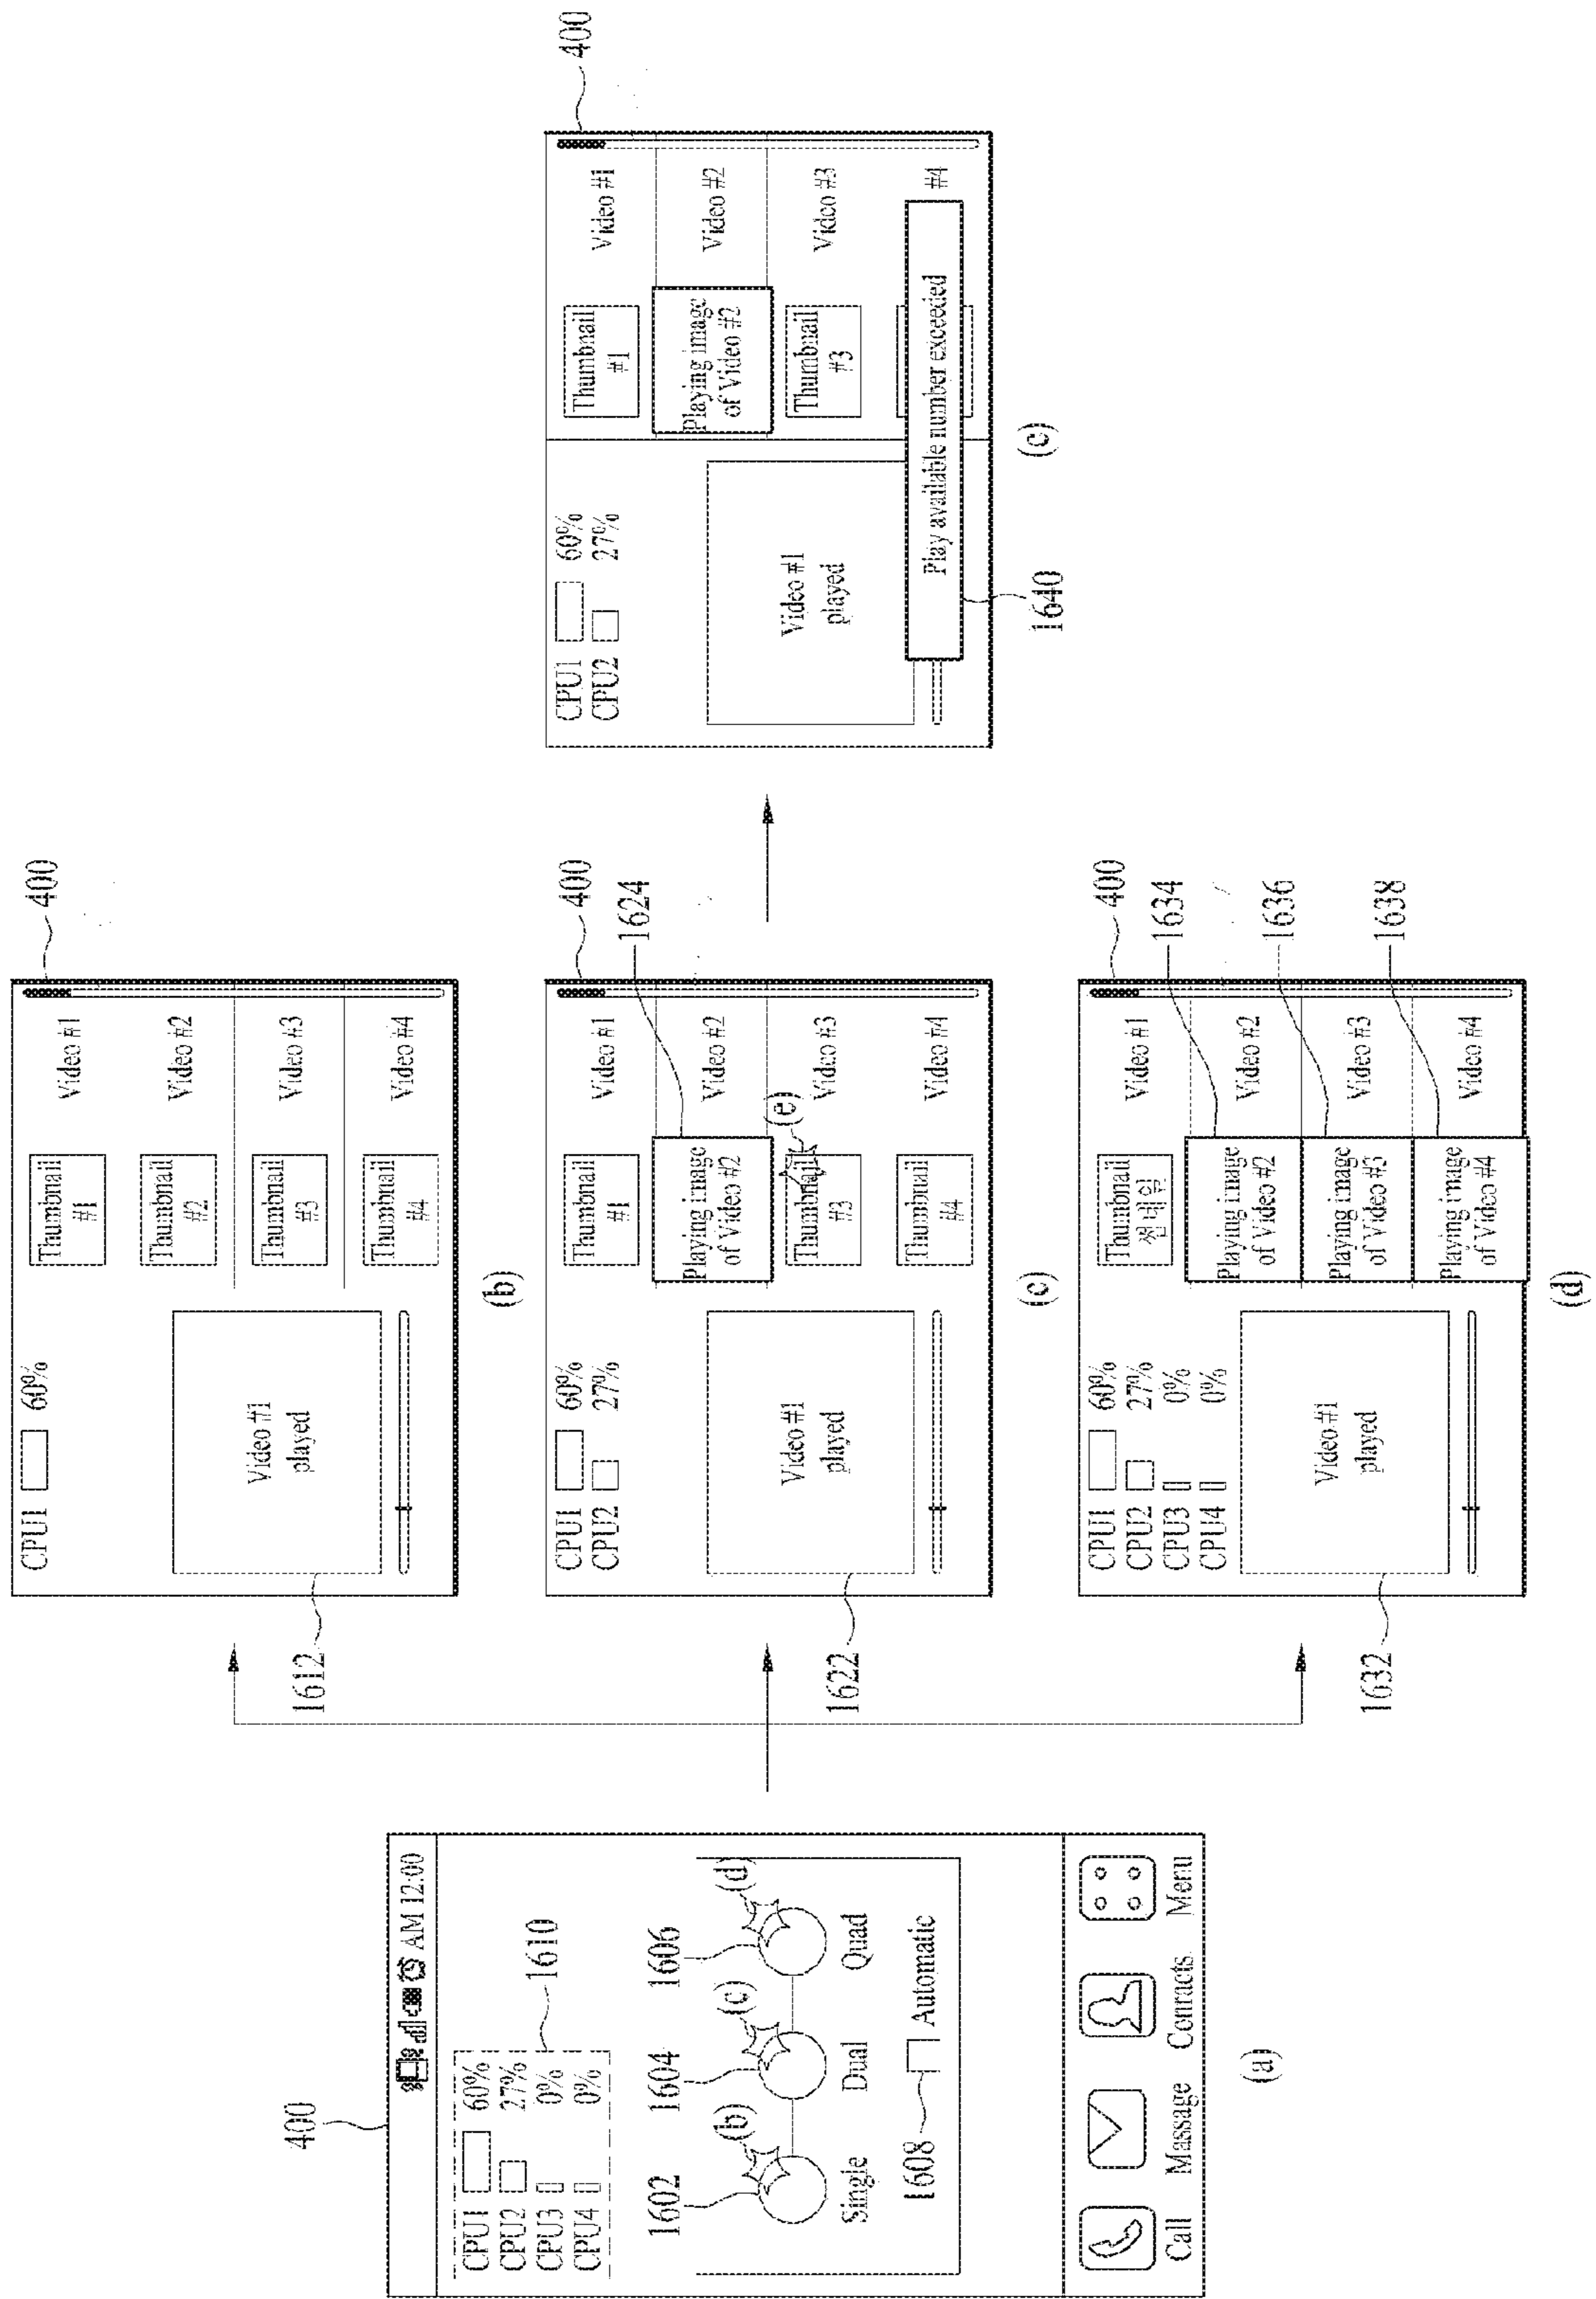 400
AM 12:00
CPU1 60%
CPU2 27%
CPU3 0%
CPU4 0%
1610
1602 1604 1606
(b) (c) (d)
Single Dual Quad
1608 Automatic
Call Massage Contacts Menu
(a)
400
CPU1 60%
Video #1
played
1612
Thumbnail
#1
Video #1
Thumbnail
#2
Video #2
Thumbnail
#3
Video #3
Thumbnail
#4
Video #4
(b)
400
CPU1 60%
CPU2 27%
Video #1
played
1622
Thumbnail
#1
Video #1
1624
Playing image
of Video #2
Video #2
(e)
Thumbnail
#3
Video #3
Thumbnail
#4
Video #4
(c)
400
CPU1 60%
CPU2 27%
CPU3 0%
CPU4 0%
Video #1
played
1632
Thumbnail
썸네일
Video #1
1634
Playing image
of Video #2
Video #2
1636
Playing image
of Video #3
Video #3
1638
Playing image
of Video #4
Video #4
(d)
400
CPU1 60%
CPU2 27%
Video #1
played
Thumbnail
#1
Video #1
Playing image
of Video #2
Video #2
Thumbnail
#3
Video #3
#4
Play available number exceeded
1640
(e)